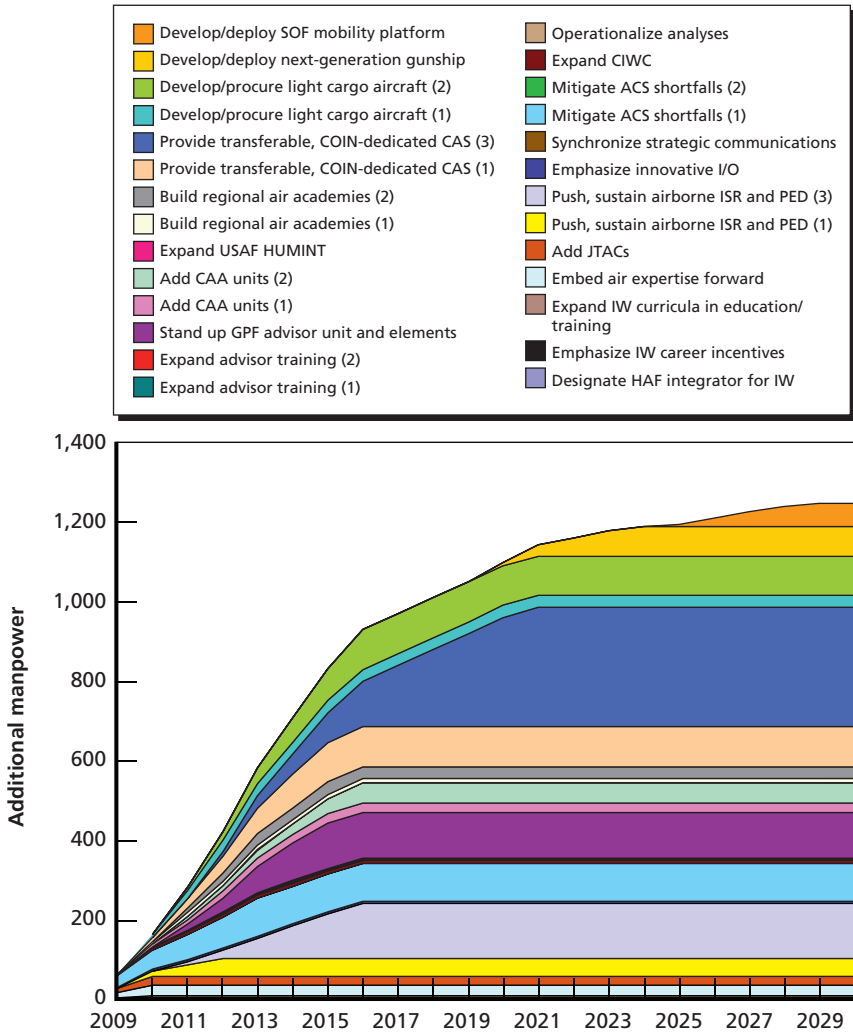 Develop/deploy SOF mobility platform
Develop/deploy next-generation gunship
Develop/procure light cargo aircraft (2)
Develop/procure light cargo aircraft (1)
Provide transferable, COIN-dedicated CAS (3)
Provide transferable, COIN-dedicated CAS (1)
Build regional air academies (2)
Build regional air academies (1)
Expand USAF HUMINT
Add CAA units (2)
Add CAA units (1)
Stand up GPF advisor unit and elements
Expand advisor training (2)
Expand advisor training (1)
Operationalize analyses
Expand CIWC
Mitigate ACS shortfalls (2)
Mitigate ACS shortfalls (1)
Synchronize strategic communications
Emphasize innovative I/O
Push, sustain airborne ISR and PED (3)
Push, sustain airborne ISR and PED (1)
Add JTACs
Embed air expertise forward
Expand IW curricula in education/
training
Emphasize IW career incentives
Designate HAF integrator for IW
Additional manpower
1,400
1,200
1,000
800
600
400
200
0
2009 2011 2013 2015 2017 2019 2021 2023 2025 2027 2029